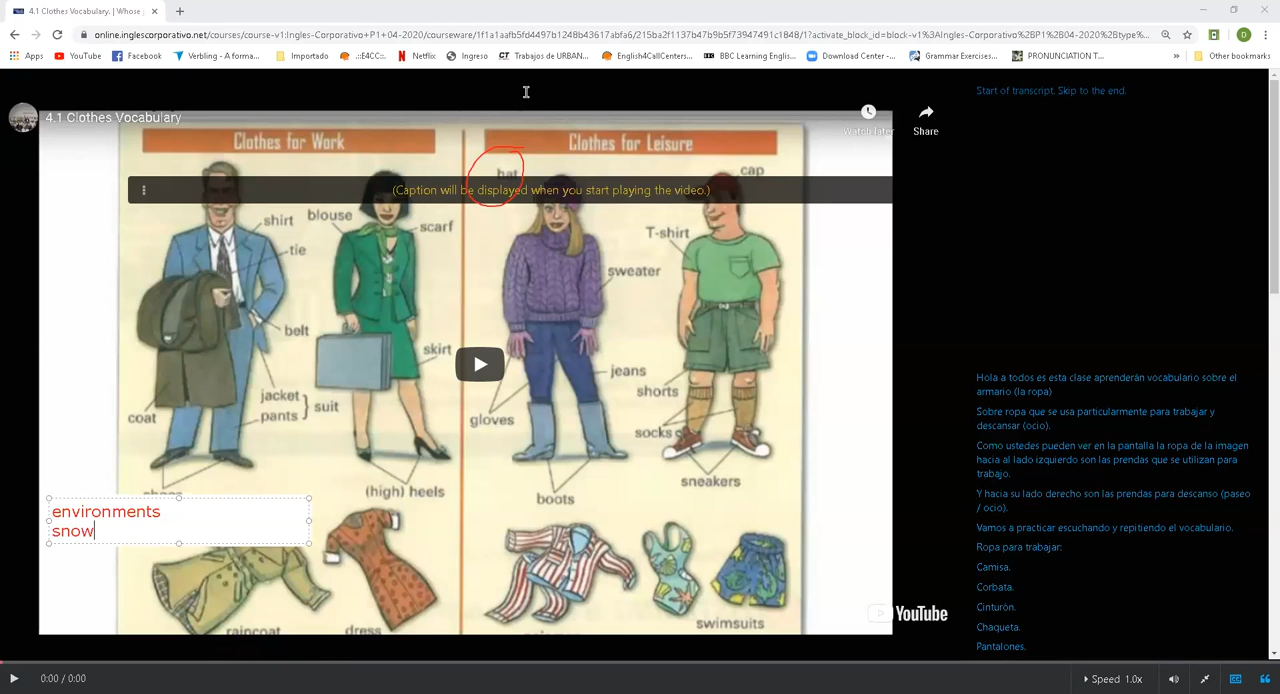 4.1 Clothes Vocabulary. | Whose
online.inglescorporativo.net/courses/course-v1:Ingles-Corporativo+P1+04-2020/courseware/1f1a1aafb5fd4497b1248b43617abfa6/215ba2f1137b47b9b5f73947491c1848/1?activate_block_id=block-v1%3AIngles-Corporativo%2BP1%2B04-2020%2Btype%...
D
Apps YouTube Facebook Verbling - A forma... Importado .::E4CC::. Netflix Ingreso CT Trabajos de URBAN... English4CallCenters... BBC BBC Learning Englis... Download Center -... Grammar Exercises... PRONUNCIATION T... » Other bookmarks
Start of transcript. Skip to the end.
4.1 Clothes Vocabulary
Watch later
Share
Clothes for Work
Clothes for Leisure
hat
cap
(Caption will be displayed when you start playing the video.)
shirt
blouse
scarf
T-shirt
tie
sweater
belt
skirt
jeans
jacket
pants
suit
shorts
coat
gloves
socks
shoes
(high) heels
boots
sneakers
environments
snow
raincoat
dress
swimsuits
YouTube
Hola a todos es esta clase aprenderán vocabulario sobre el
armario (la ropa)
Sobre ropa que se usa particularmente para trabajar y
descansar (ocio).
Como ustedes pueden ver en la pantalla la ropa de la imagen
hacia al lado izquierdo son las prendas que se utilizan para
trabajo.
Y hacia su lado derecho son las prendas para descanso (paseo
/ ocio).
Vamos a practicar escuchando y repitiendo el vocabulario.
Ropa para trabajar:
Camisa.
Corbata.
Cinturón.
Chaqueta.
Pantalones.
0:00 / 0:00
Speed 1.0x
CC